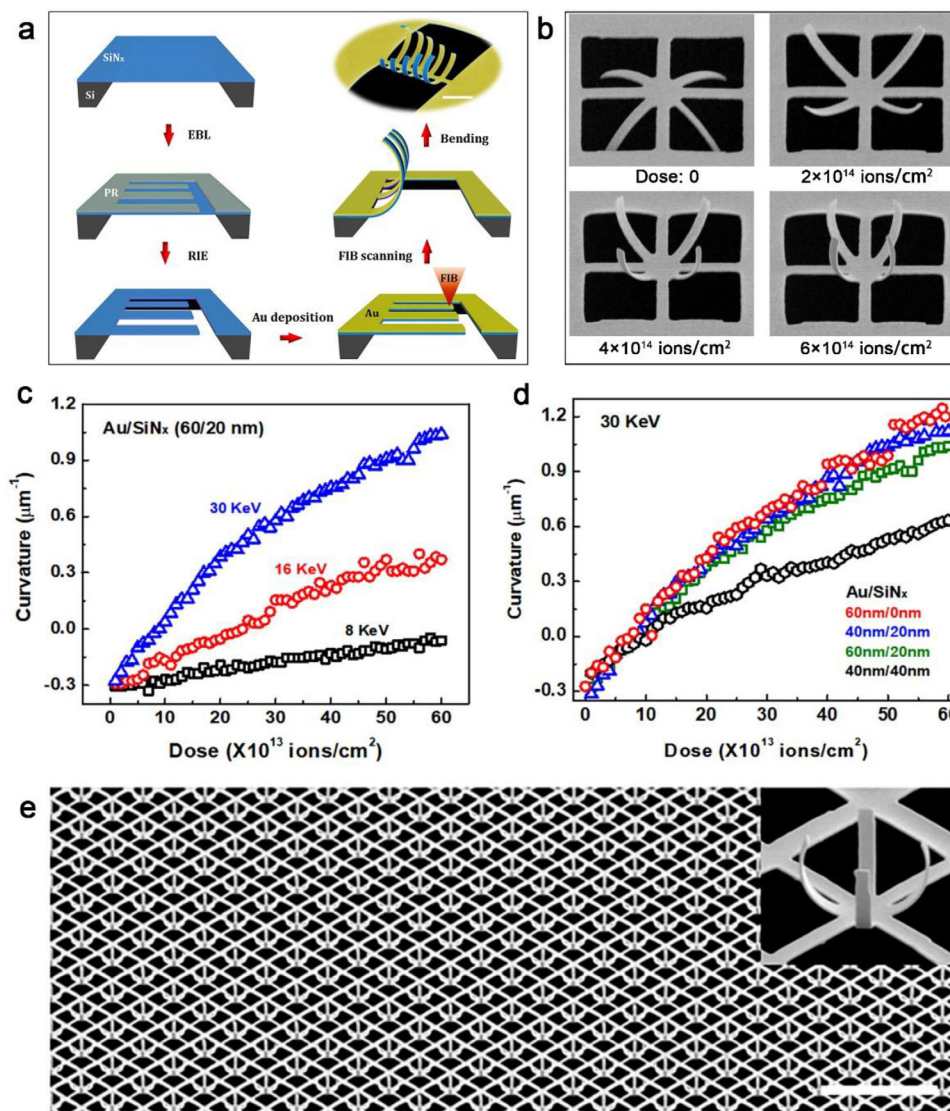 a
SiNₓ
Si
EBL
PR
RIE
Au deposition
Au
FIB
FIB scanning
Bending
b
Dose: 0
2×10¹⁴ ions/cm²
4×10¹⁴ ions/cm²
6×10¹⁴ ions/cm²
c
Au/SiNₓ (60/20 nm)
30 KeV
16 KeV
8 KeV
1.2
0.9
0.6
0.3
0.0
-0.3
Curvature (μm⁻¹)
0 10 20 30 40 50 60
Dose (X10¹³ ions/cm²)
d
30 KeV
Au/SiNₓ
60nm/0nm
40nm/20nm
60nm/20nm
40nm/40nm
1.2
0.9
0.6
0.3
0.0
-0.3
Curvature (μm⁻¹)
0 10 20 30 40 50 60
Dose (X10¹³ ions/cm²)
e